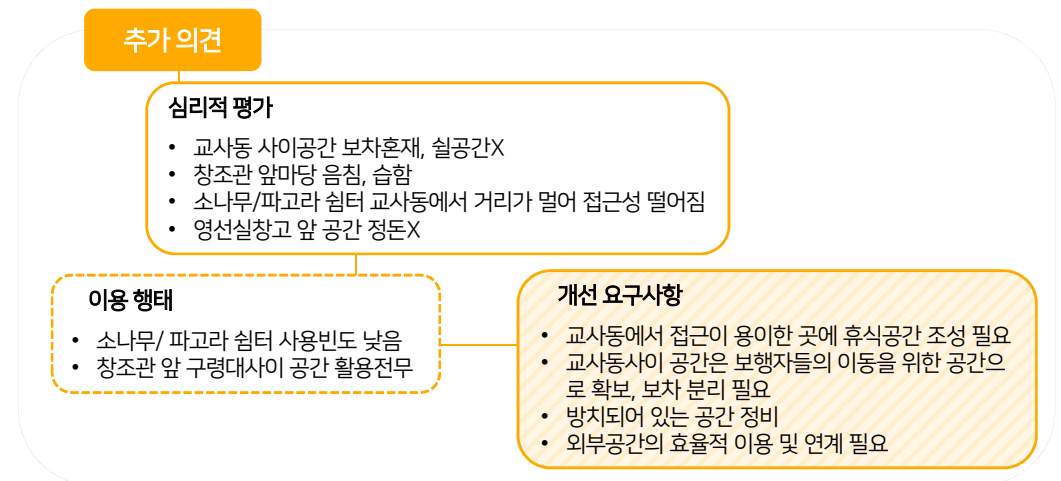 추가 의견
심리적 평가
• 교사동 사이공간 보차혼재, 쉴공간X
• 창조관 앞마당 음침, 습함
• 소나무/파고라 쉼터 교사동에서 거리가 멀어 접근성 떨어짐
• 영선실창고 앞 공간 정돈X
이용 행태
• 소나무/ 파고라 쉼터 사용빈도 낮음
• 창조관 앞 구령대사이 공간 활용전무
개선 요구사항
• 교사동에서 접근이 용이한 곳에 휴식공간 조성 필요
• 교사동사이 공간은 보행자들의 이동을 위한 공간으
로 확보, 보차 분리 필요
• 방치되어 있는 공간 정비
• 외부공간의 효율적 이용 및 연계 필요